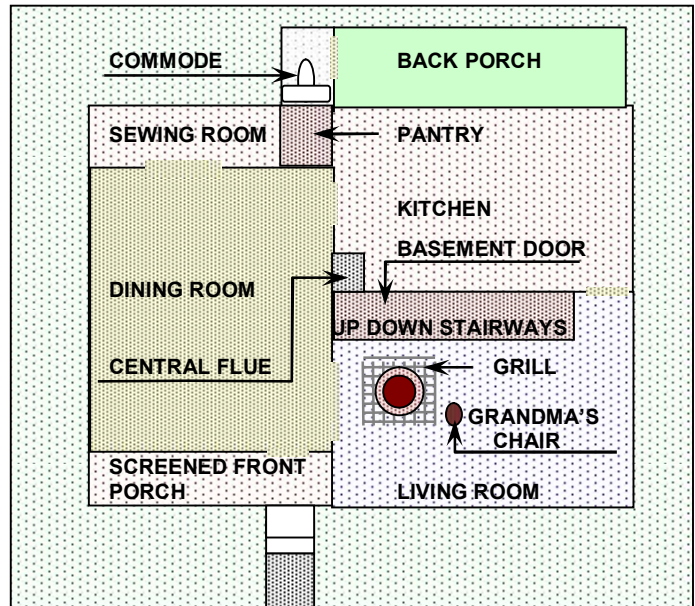 COMMODE
BACK PORCH
SEWING ROOM
PANTRY
KITCHEN
BASEMENT DOOR
DINING ROOM
UP DOWN STAIRWAYS
CENTRAL FLUE
GRILL
GRANDMA'S
CHAIR
SCREENED FRONT
PORCH
LIVING ROOM